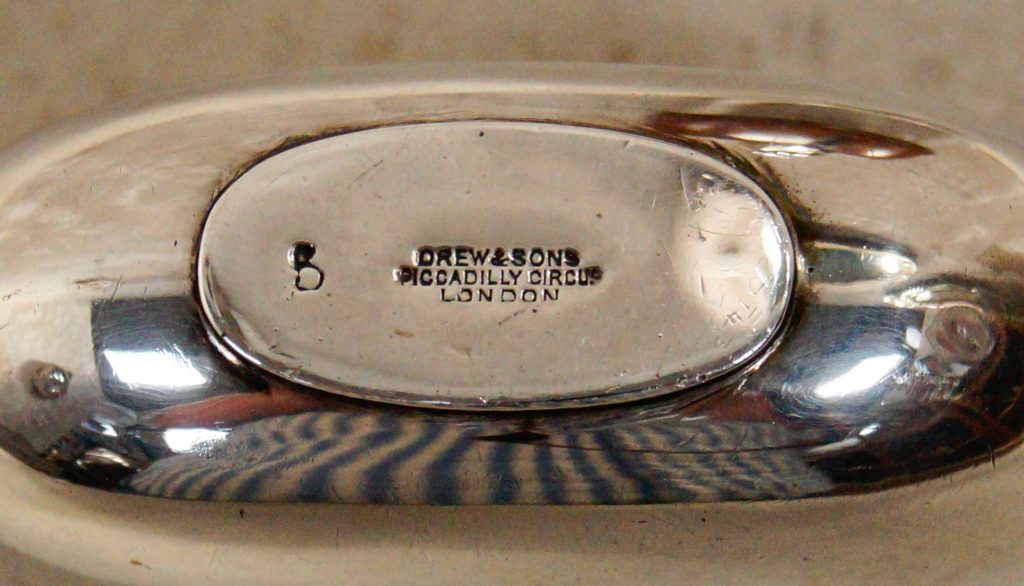 B
DREW & SONS
PICCADILLY CIRCUS
LONDON